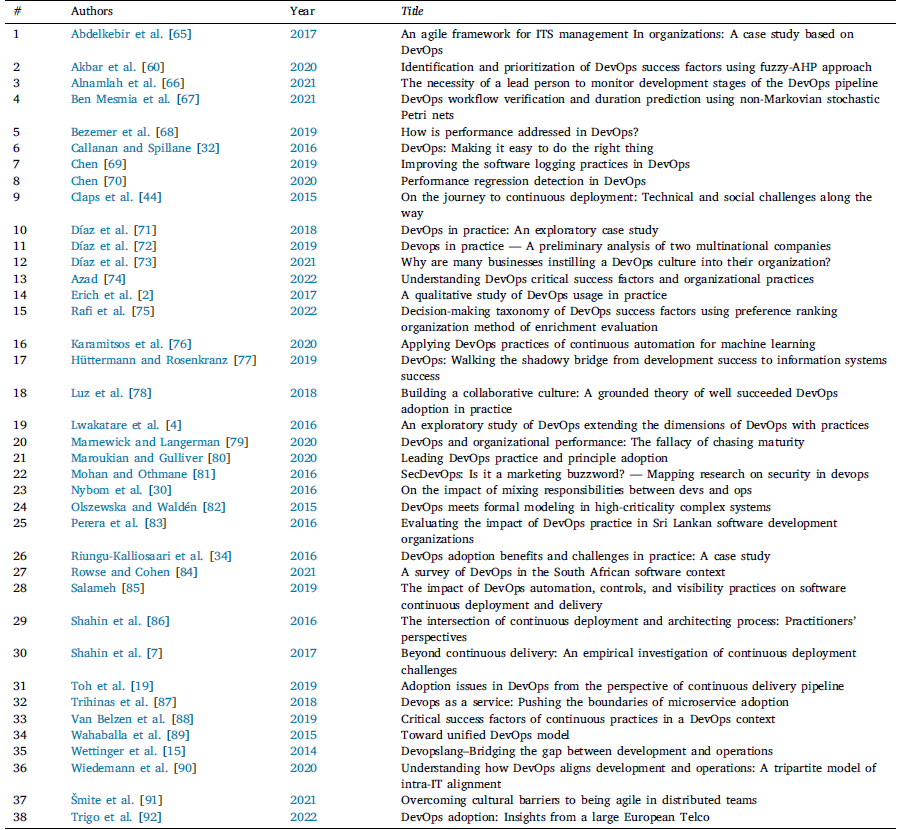 # Authors Year Title
1 Abdelkebir et al. [65] 2017 An agile framework for ITS management In organizations: A case study based on
DevOps
2 Akbar et al. [60] 2020 Identification and prioritization of DevOps success factors using fuzzy-AHP approach
3 Alnamlah et al. [66] 2021 The necessity of a lead person to monitor development stages of the DevOps pipeline
4 Ben Mesmia et al. [67] 2021 DevOps workflow verification and duration prediction using non-Markovian stochastic
Petri nets
5 Bezemer et al. [68] 2019 How is performance addressed in DevOps?
6 Callanan and Spillane [32] 2016 DevOps: Making it easy to do the right thing
7 Chen [69] 2019 Improving the software logging practices in DevOps
8 Chen [70] 2020 Performance regression detection in DevOps
9 Claps et al. [44] 2015 On the journey to continuous deployment: Technical and social challenges along the
way
10 Díaz et al. [71] 2018 DevOps in practice: An exploratory case study
11 Díaz et al. [72] 2019 Devops in practice — A preliminary analysis of two multinational companies
12 Díaz et al. [73] 2021 Why are many businesses instilling a DevOps culture into their organization?
13 Azad [74] 2022 Understanding DevOps critical success factors and organizational practices
14 Erich et al. [2] 2017 A qualitative study of DevOps usage in practice
15 Rafi et al. [75] 2022 Decision-making taxonomy of DevOps success factors using preference ranking
organization method of enrichment evaluation
16 Karamitsos et al. [76] 2020 Applying DevOps practices of continuous automation for machine learning
17 Hüttermann and Rosenkranz [77] 2019 DevOps: Walking the shadowy bridge from development success to information systems
success
18 Luz et al. [78] 2018 Building a collaborative culture: A grounded theory of well succeeded DevOps
adoption in practice
19 Lwakatare et al. [4] 2016 An exploratory study of DevOps extending the dimensions of DevOps with practices
20 Marnewick and Langerman [79] 2020 DevOps and organizational performance: The fallacy of chasing maturity
21 Maroukian and Gulliver [80] 2020 Leading DevOps practice and principle adoption
22 Mohan and Othmane [81] 2016 SecDevOps: Is it a marketing buzzword? — Mapping research on security in devops
23 Nybom et al. [30] 2016 On the impact of mixing responsibilities between devs and ops
24 Olszewska and Waldén [82] 2015 DevOps meets formal modeling in high-criticality complex systems
25 Perera et al. [83] 2016 Evaluating the impact of DevOps practice in Sri Lankan software development
organizations
26 Riungu-Kalliosaari et al. [34] 2016 DevOps adoption benefits and challenges in practice: A case study
27 Rowse and Cohen [84] 2021 A survey of DevOps in the South African software context
28 Salameh [85] 2019 The impact of DevOps automation, controls, and visibility practices on software
continuous deployment and delivery
29 Shahin et al. [86] 2016 The intersection of continuous deployment and architecting process: Practitioners'
perspectives
30 Shahin et al. [7] 2017 Beyond continuous delivery: An empirical investigation of continuous deployment
challenges
31 Toh et al. [19] 2019 Adoption issues in DevOps from the perspective of continuous delivery pipeline
32 Trihinas et al. [87] 2018 Devops as a service: Pushing the boundaries of microservice adoption
33 Van Belzen et al. [88] 2019 Critical success factors of continuous practices in a DevOps context
34 Wahaballa et al. [89] 2015 Toward unified DevOps model
35 Wettinger et al. [15] 2014 Devopslang–Bridging the gap between development and operations
36 Wiedemann et al. [90] 2020 Understanding how DevOps aligns development and operations: A tripartite model of
intra-IT alignment
37 Šmite et al. [91] 2021 Overcoming cultural barriers to being agile in distributed teams
38 Trigo et al. [92] 2022 DevOps adoption: Insights from a large European Telco